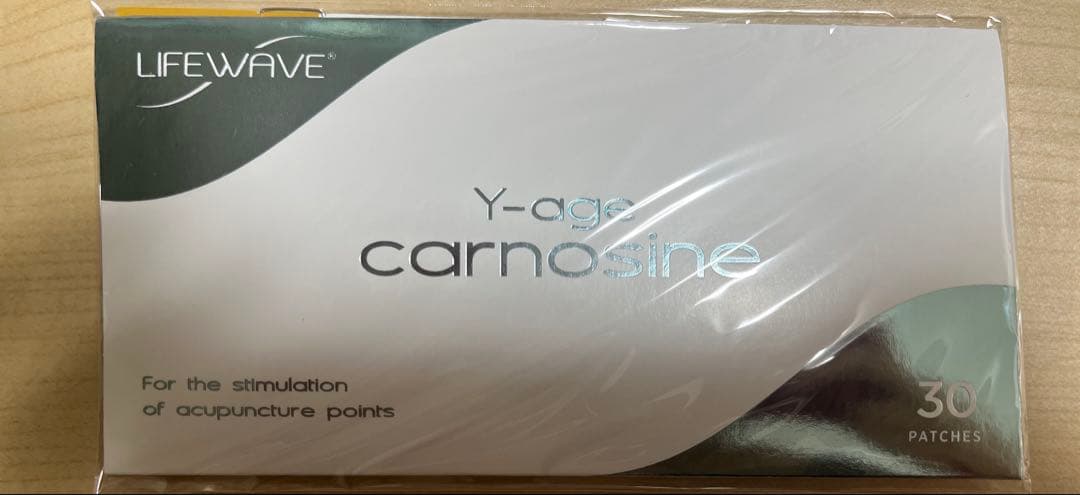 LIFEWAVE®
Y-age
carnosine
For the stimulation
of acupuncture points
30
PATCHES